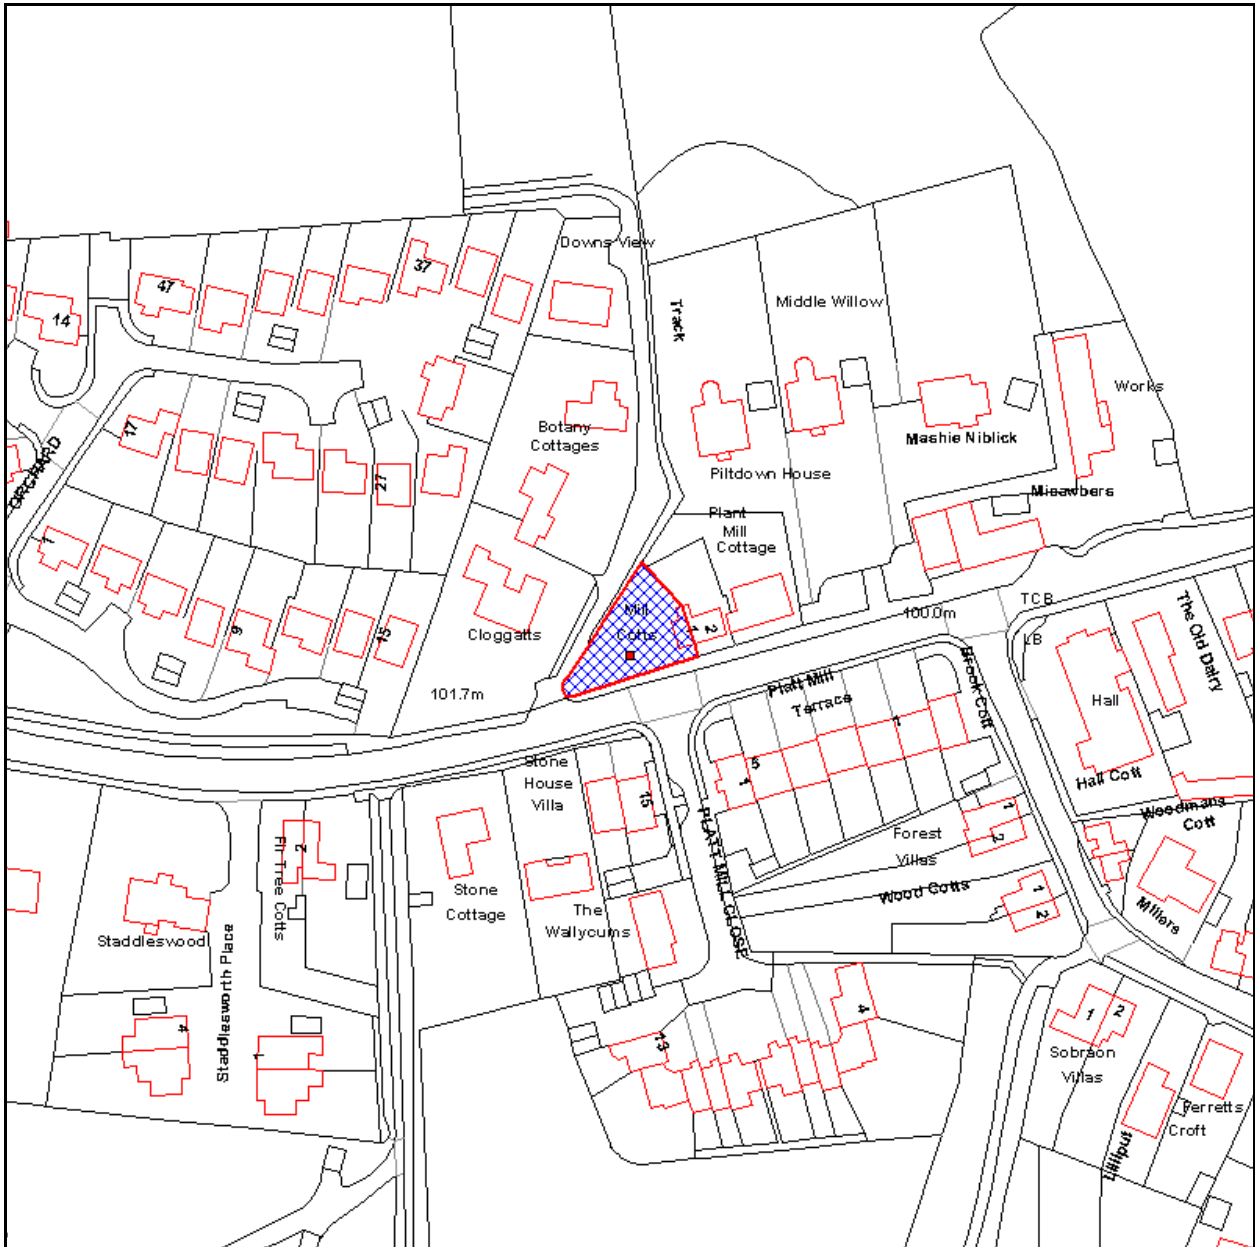 Downs View
47
37
14
Track
Middle Willow
Works
17
Botany
Cottages
Mashie Niblick
ORCHARD
27
Piltdown House
Micawbers
Plant
Mill
Cottage
1
TCB
100.0m
Mill
Cotts
1
2
9
15
Cloggatts
LB
The Old Dairy
Brook Cott
101.7m
Platt Mill
Terrace
Hall
1
Stone
House
Villa
5
1
15
Hall Cott
PLATT MILL CLOSE
Woodmans
Cott
Forest
Villas
1
2
2
Fir Tree Cotts
Stone
Cottage
Wood Cotts
1
2
The
Wallycums
Millers
Staddleswood
Staddlesworth Place
4
1
13
4
1
2
Sobraon
Villas
Ferretts
Croft
Lilliput